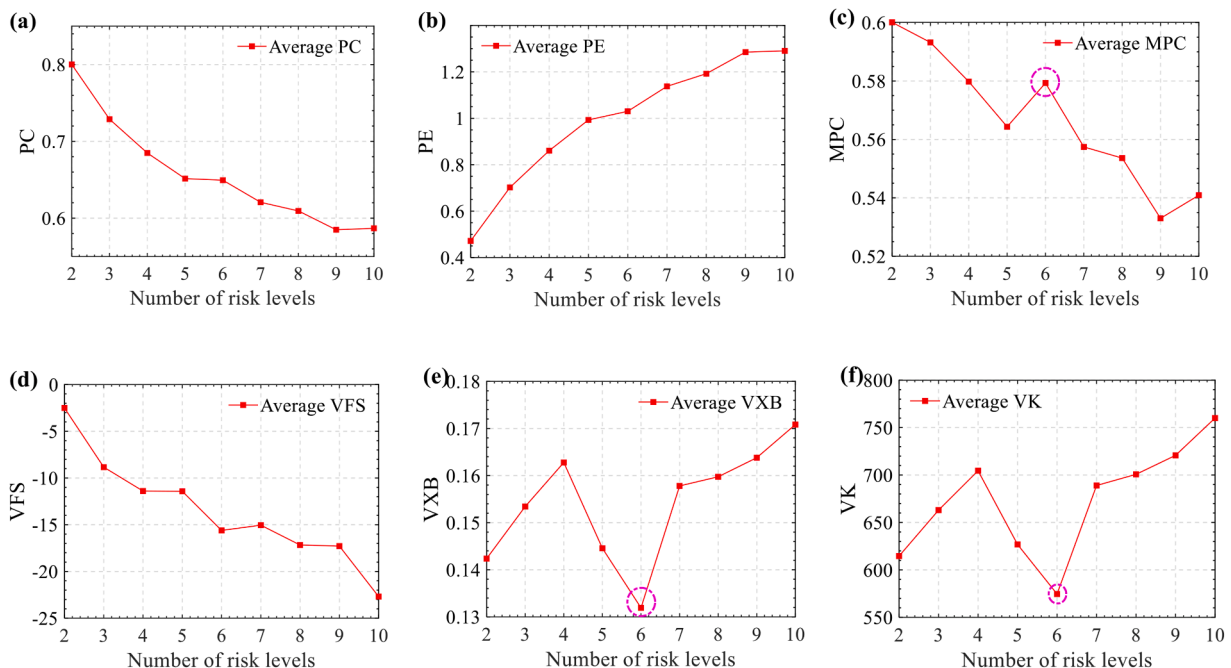 (a)
Average PC
0.8
0.7
0.6
PC
2 3 4 5 6 7 8 9 10
Number of risk levels
(b)
Average PE
1.2
1
0.8
0.6
0.4
PE
2 3 4 5 6 7 8 9 10
Number of risk levels
(c)
Average MPC
0.6
0.58
0.56
0.54
0.52
MPC
2 3 4 5 6 7 8 9 10
Number of risk levels
(d)
Average VFS
0
-5
-10
-15
-20
-25
VFS
2 3 4 5 6 7 8 9 10
Number of risk levels
(e)
Average VXB
0.18
0.17
0.16
0.15
0.14
0.13
VXB
2 3 4 5 6 7 8 9 10
Number of risk levels
(f)
Average VK
800
750
700
650
600
550
VK
2 3 4 5 6 7 8 9 10
Number of risk levels